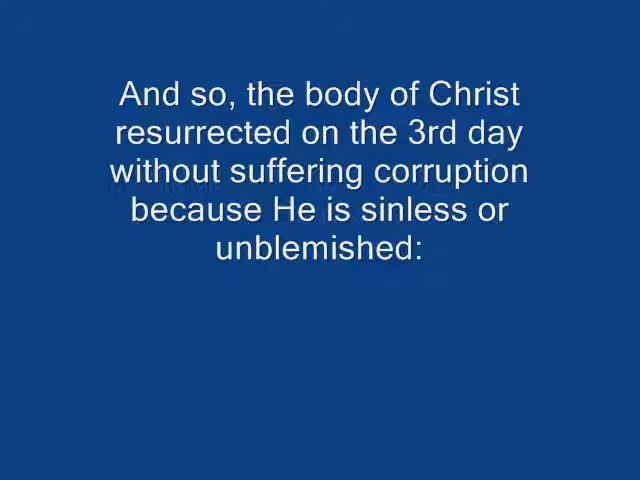 And so, the body of Christ
resurrected on the 3rd day
without suffering corruption
because He is sinless or
unblemished: